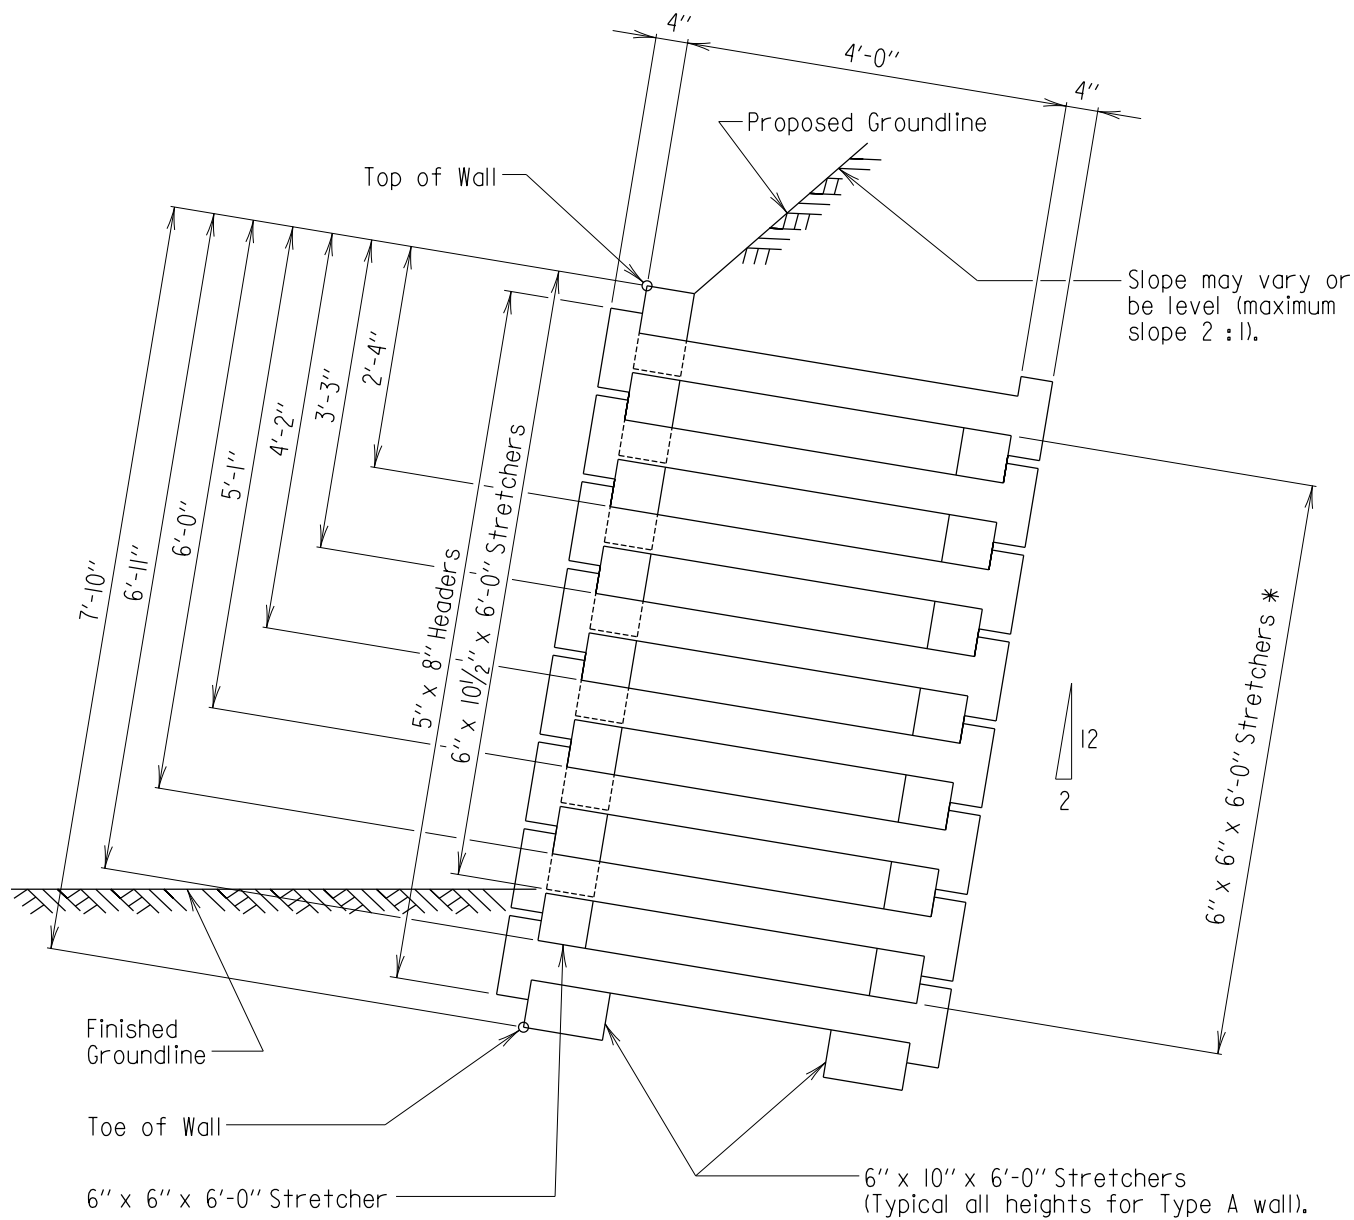 4"
4'-0"
4"
Proposed Groundline
Top of Wall
Slope may vary or
be level (maximum
slope 2 : 1).
2'-4"
3'-3"
4'-2"
5'-1"
6'-0"
6'-11"
7'-10"
5" x 8" Headers
6" x 10 1/2" x 6'-0" Stretchers
6" x 6" x 6'-0" Stretchers *
12
2
Finished
Groundline
Toe of Wall
6" x 6" x 6'-0" Stretcher
6" x 10" x 6'-0" Stretchers
(Typical all heights for Type A wall).